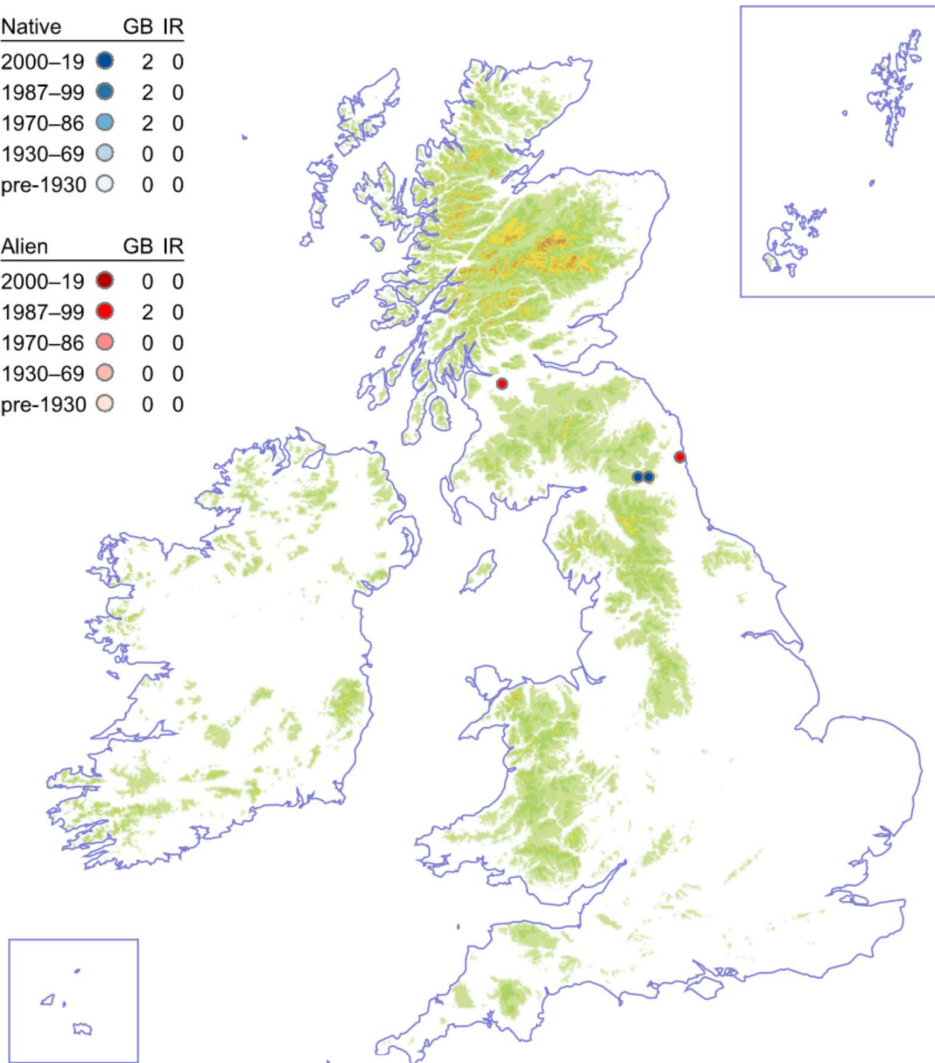 Native GB IR
2000–19 2 0
1987–99 2 0
1970–86 2 0
1930–69 0 0
pre-1930 0 0
Alien GB IR
2000–19 0 0
1987–99 2 0
1970–86 0 0
1930–69 0 0
pre-1930 0 0